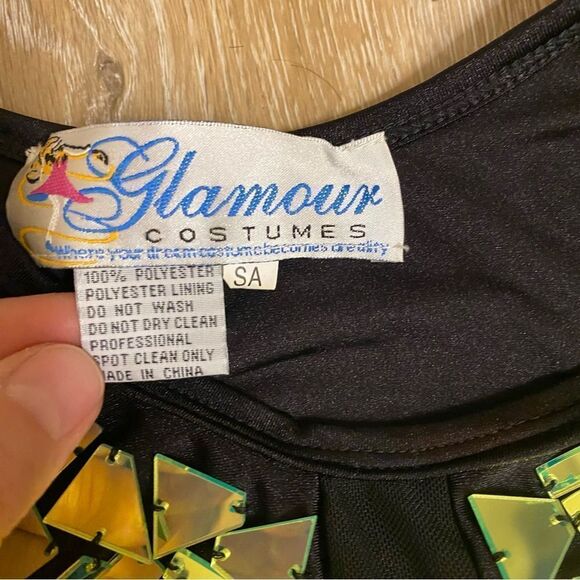 Glamour
COSTUMES
Where your dream costume becomes a reality
SA
100% POLYESTER
POLYESTER LINING
DO NOT WASH
DO NOT DRY CLEAN
PROFESSIONAL
SPOT CLEAN ONLY
MADE IN CHINA